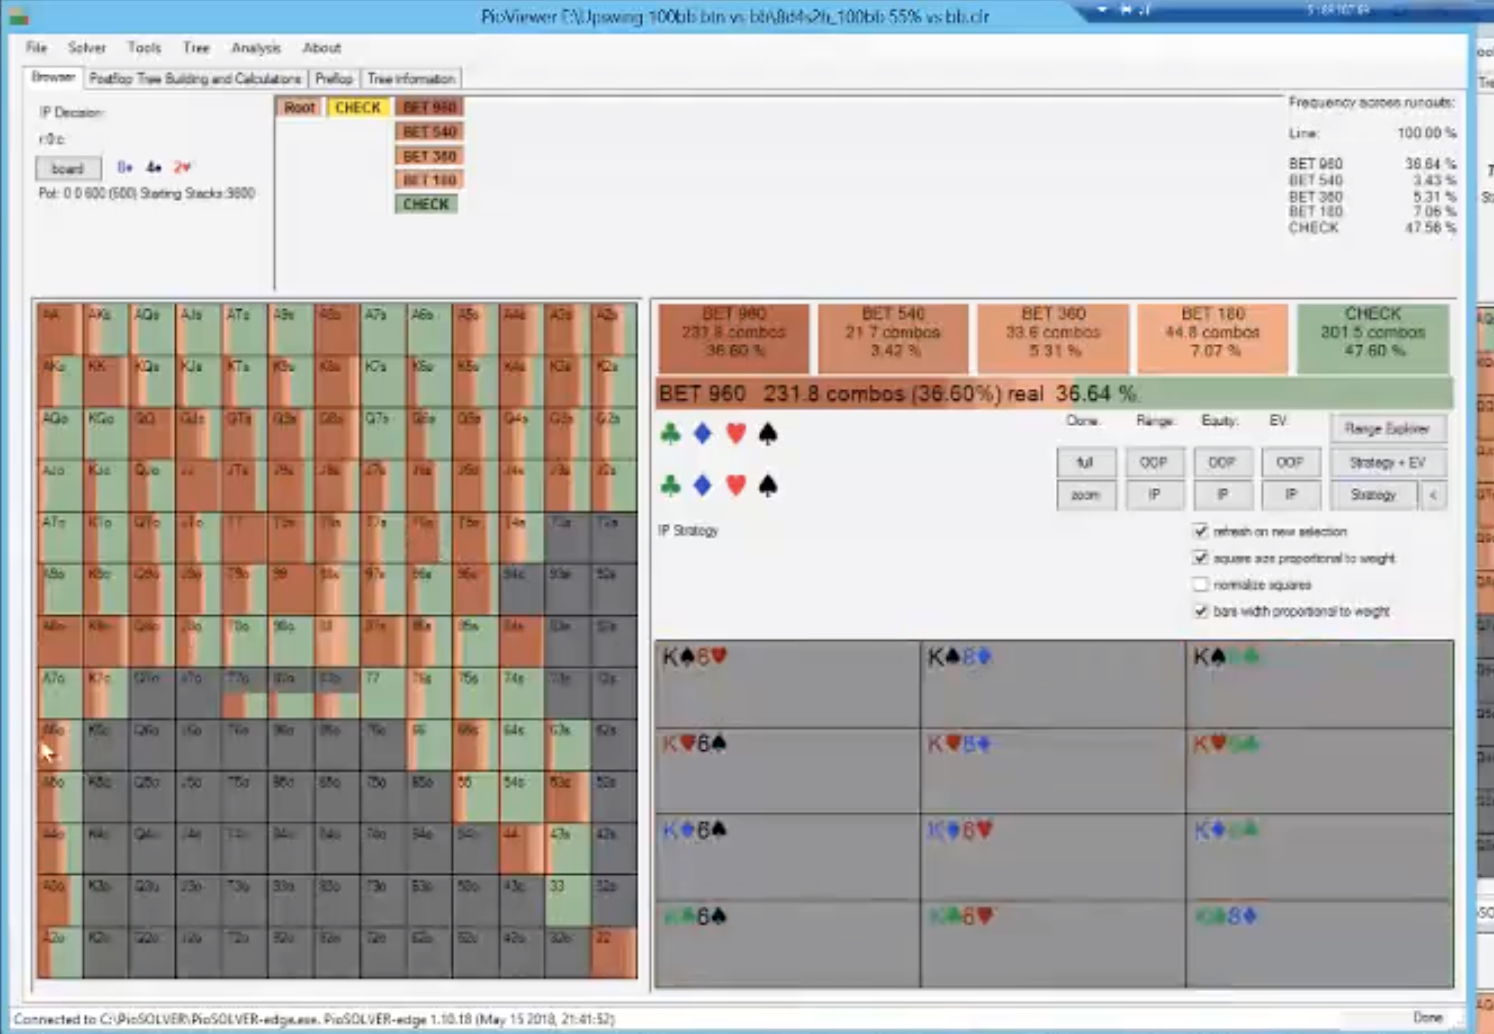 PioViewer E:\Upswing 100bb btn vs bb\8d4s2h_100bb 55% vs bb.cfr
File Solver Tools Tree Analysis About
Browser Postflop Tree Building and Calculations Preflop Tree Information
IP Decision:
r:0:c
board 8♦ 4♠ 2♥
Pot: 0 0 600 (600) Starting Stacks:9800
Root CHECK BET 960
BET 540
BET 360
BET 180
CHECK
Frequency across runouts:
Line: 100.00 %
BET 960 36.64 %
BET 540 3.43 %
BET 360 5.31 %
BET 180 7.06 %
CHECK 47.56 %
AA AKs AQs AJs ATs A9s A8s A7s A6s A5s A4s A3s A2s
AKo KK KQs KJs KTs K9s K8s K7s K6s K5s K4s K3s K2s
AQo KQo QQ QJs QTs Q9s Q8s Q7s Q6s Q5s Q4s Q3s Q2s
AJo KJo QJo JJ JTs J9s J8s J7s J6s J5s J4s J3s J2s
ATo KTo QTo JTo TT T9s T8s T7s T6s T5s T4s T3s T2s
A9o K9o Q9o J9o T9o 99 98s 97s 96s 95s 94s 93s 92s
A8o K8o Q8o J8o T8o 98o 88 87s 86s 85s 84s 83s 82s
A7o K7o Q7o J7o T7o 97o 87o 77 76s 75s 74s 73s 72s
A6o K6o Q6o J6o T6o 96o 86o 76o 66 65s 64s 63s 62s
A5o K5o Q5o J5o T5o 95o 85o 75o 65o 55 54s 53s 52s
A4o K4o Q4o J4o T4o 94o 84o 74o 64o 54o 44 43s 42s
A3o K3o Q3o J3o T3o 93o 83o 73o 63o 53o 43o 33 32s
A2o K2o Q2o J2o T2o 92o 82o 72o 62o 52o 42o 32o 22
BET 960 BET 540 BET 360 BET 180 CHECK
231.8 combos 21.7 combos 33.6 combos 44.8 combos 301.5 combos
36.60 % 3.42 % 5.31 % 7.07 % 47.60 %
BET 960 231.8 combos (36.60%) real 36.64 %
Done: Range: Equity: EV: Range Explorer
full OOP OOP OOP Strategy + EV
zoom IP IP IP Strategy <
IP Strategy
refresh on new selection
square size proportional to weight
normalize squares
bars width proportional to weight
K♠6♥ K♠6♦ K♠6♣
K♥6♠ K♥6♦ K♥6♣
K♦6♠ K♦6♥ K♦6♣
K♣6♠ K♣6♥ K♣6♦
Connected to C:\PioSOLVER\PioSOLVER-edge.exe. PioSOLVER-edge 1.10.18 (May 15 2018, 21:41:52)
Done